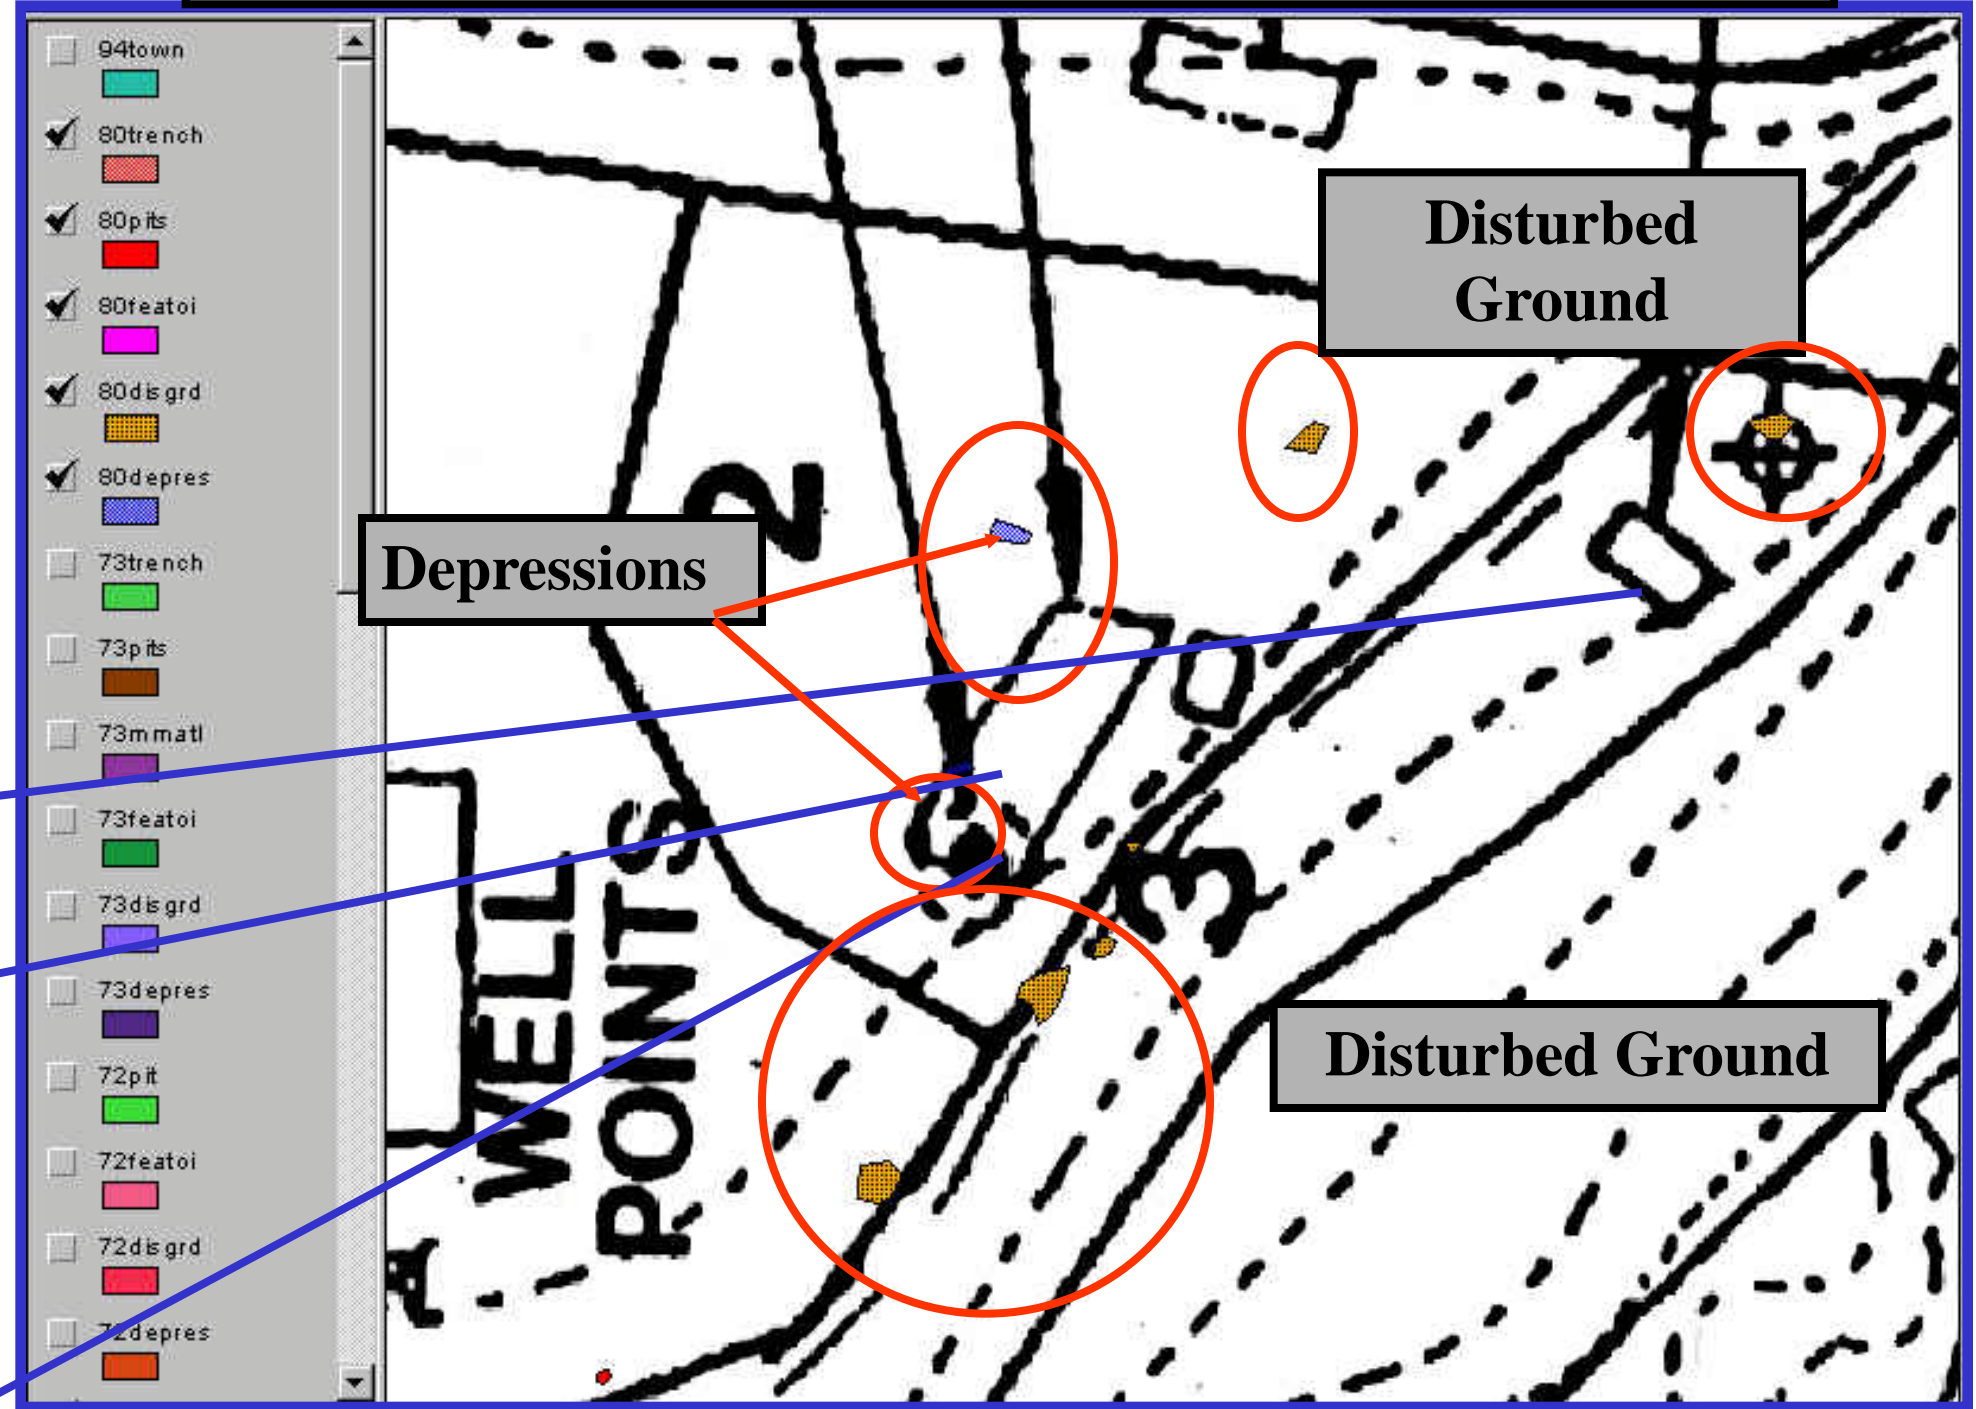 94town
80trench
80pits
80featoi
80disgrd
80depres
73trench
73pits
73mmatl
73featoi
73disgrd
73depres
72pit
72featoi
72disgrd
72depres
Disturbed
Ground
2
Depressions
3
WELL
POINTS
Disturbed Ground
A